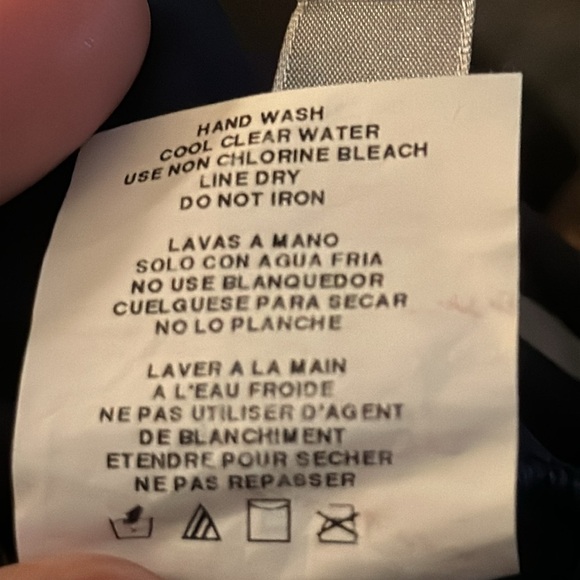 HAND WASH
COOL CLEAR WATER
USE NON CHLORINE BLEACH
LINE DRY
DO NOT IRON
LAVAS A MANO
SOLO CON AGUA FRIA
NO USE BLANQUEDOR
CUELGUESE PARA SECAR
NO LO PLANCHE
LAVER A LA MAIN
A L'EAU FROIDE
NE PAS UTILISER D'AGENT
DE BLANCHIMENT
ETENDRE POUR SECHER
NE PAS REPASSER